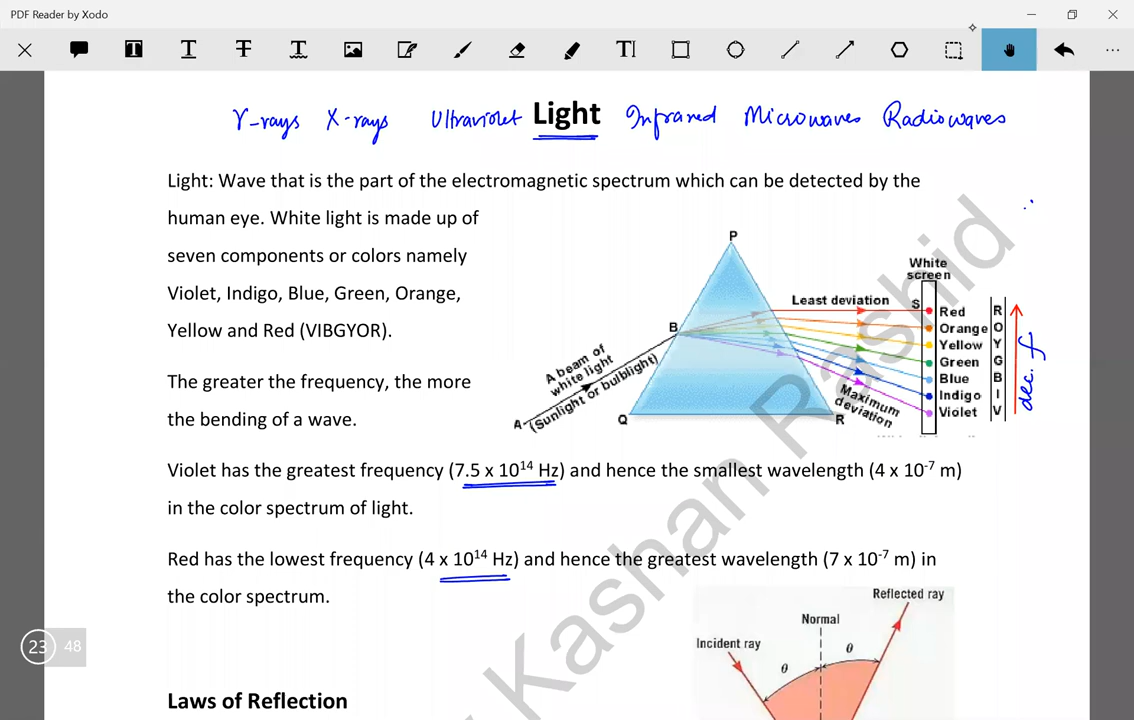 PDF Reader by Xodo
γ-rays X-rays Ultraviolet Light Infrared Microwaves Radiowaves
Light: Wave that is the part of the electromagnetic spectrum which can be detected by the
human eye. White light is made up of
seven components or colors namely
Violet, Indigo, Blue, Green, Orange,
Yellow and Red (VIBGYOR).
The greater the frequency, the more
the bending of a wave.
P
B
Q
R
A
A beam of
white light
(Sunlight or bulblight)
Least deviation
Maximum
deviation
White
screen
S
Red R
Orange O
Yellow Y
Green G
Blue B
Indigo I
Violet V
dec. f
Violet has the greatest frequency (7.5 x 10¹⁴ Hz) and hence the smallest wavelength (4 x 10⁻⁷ m)
in the color spectrum of light.
Red has the lowest frequency (4 x 10¹⁴ Hz) and hence the greatest wavelength (7 x 10⁻⁷ m) in
the color spectrum.
Reflected ray
Normal
Incident ray
θ θ
23 48
Laws of Reflection
Kashan Rashid